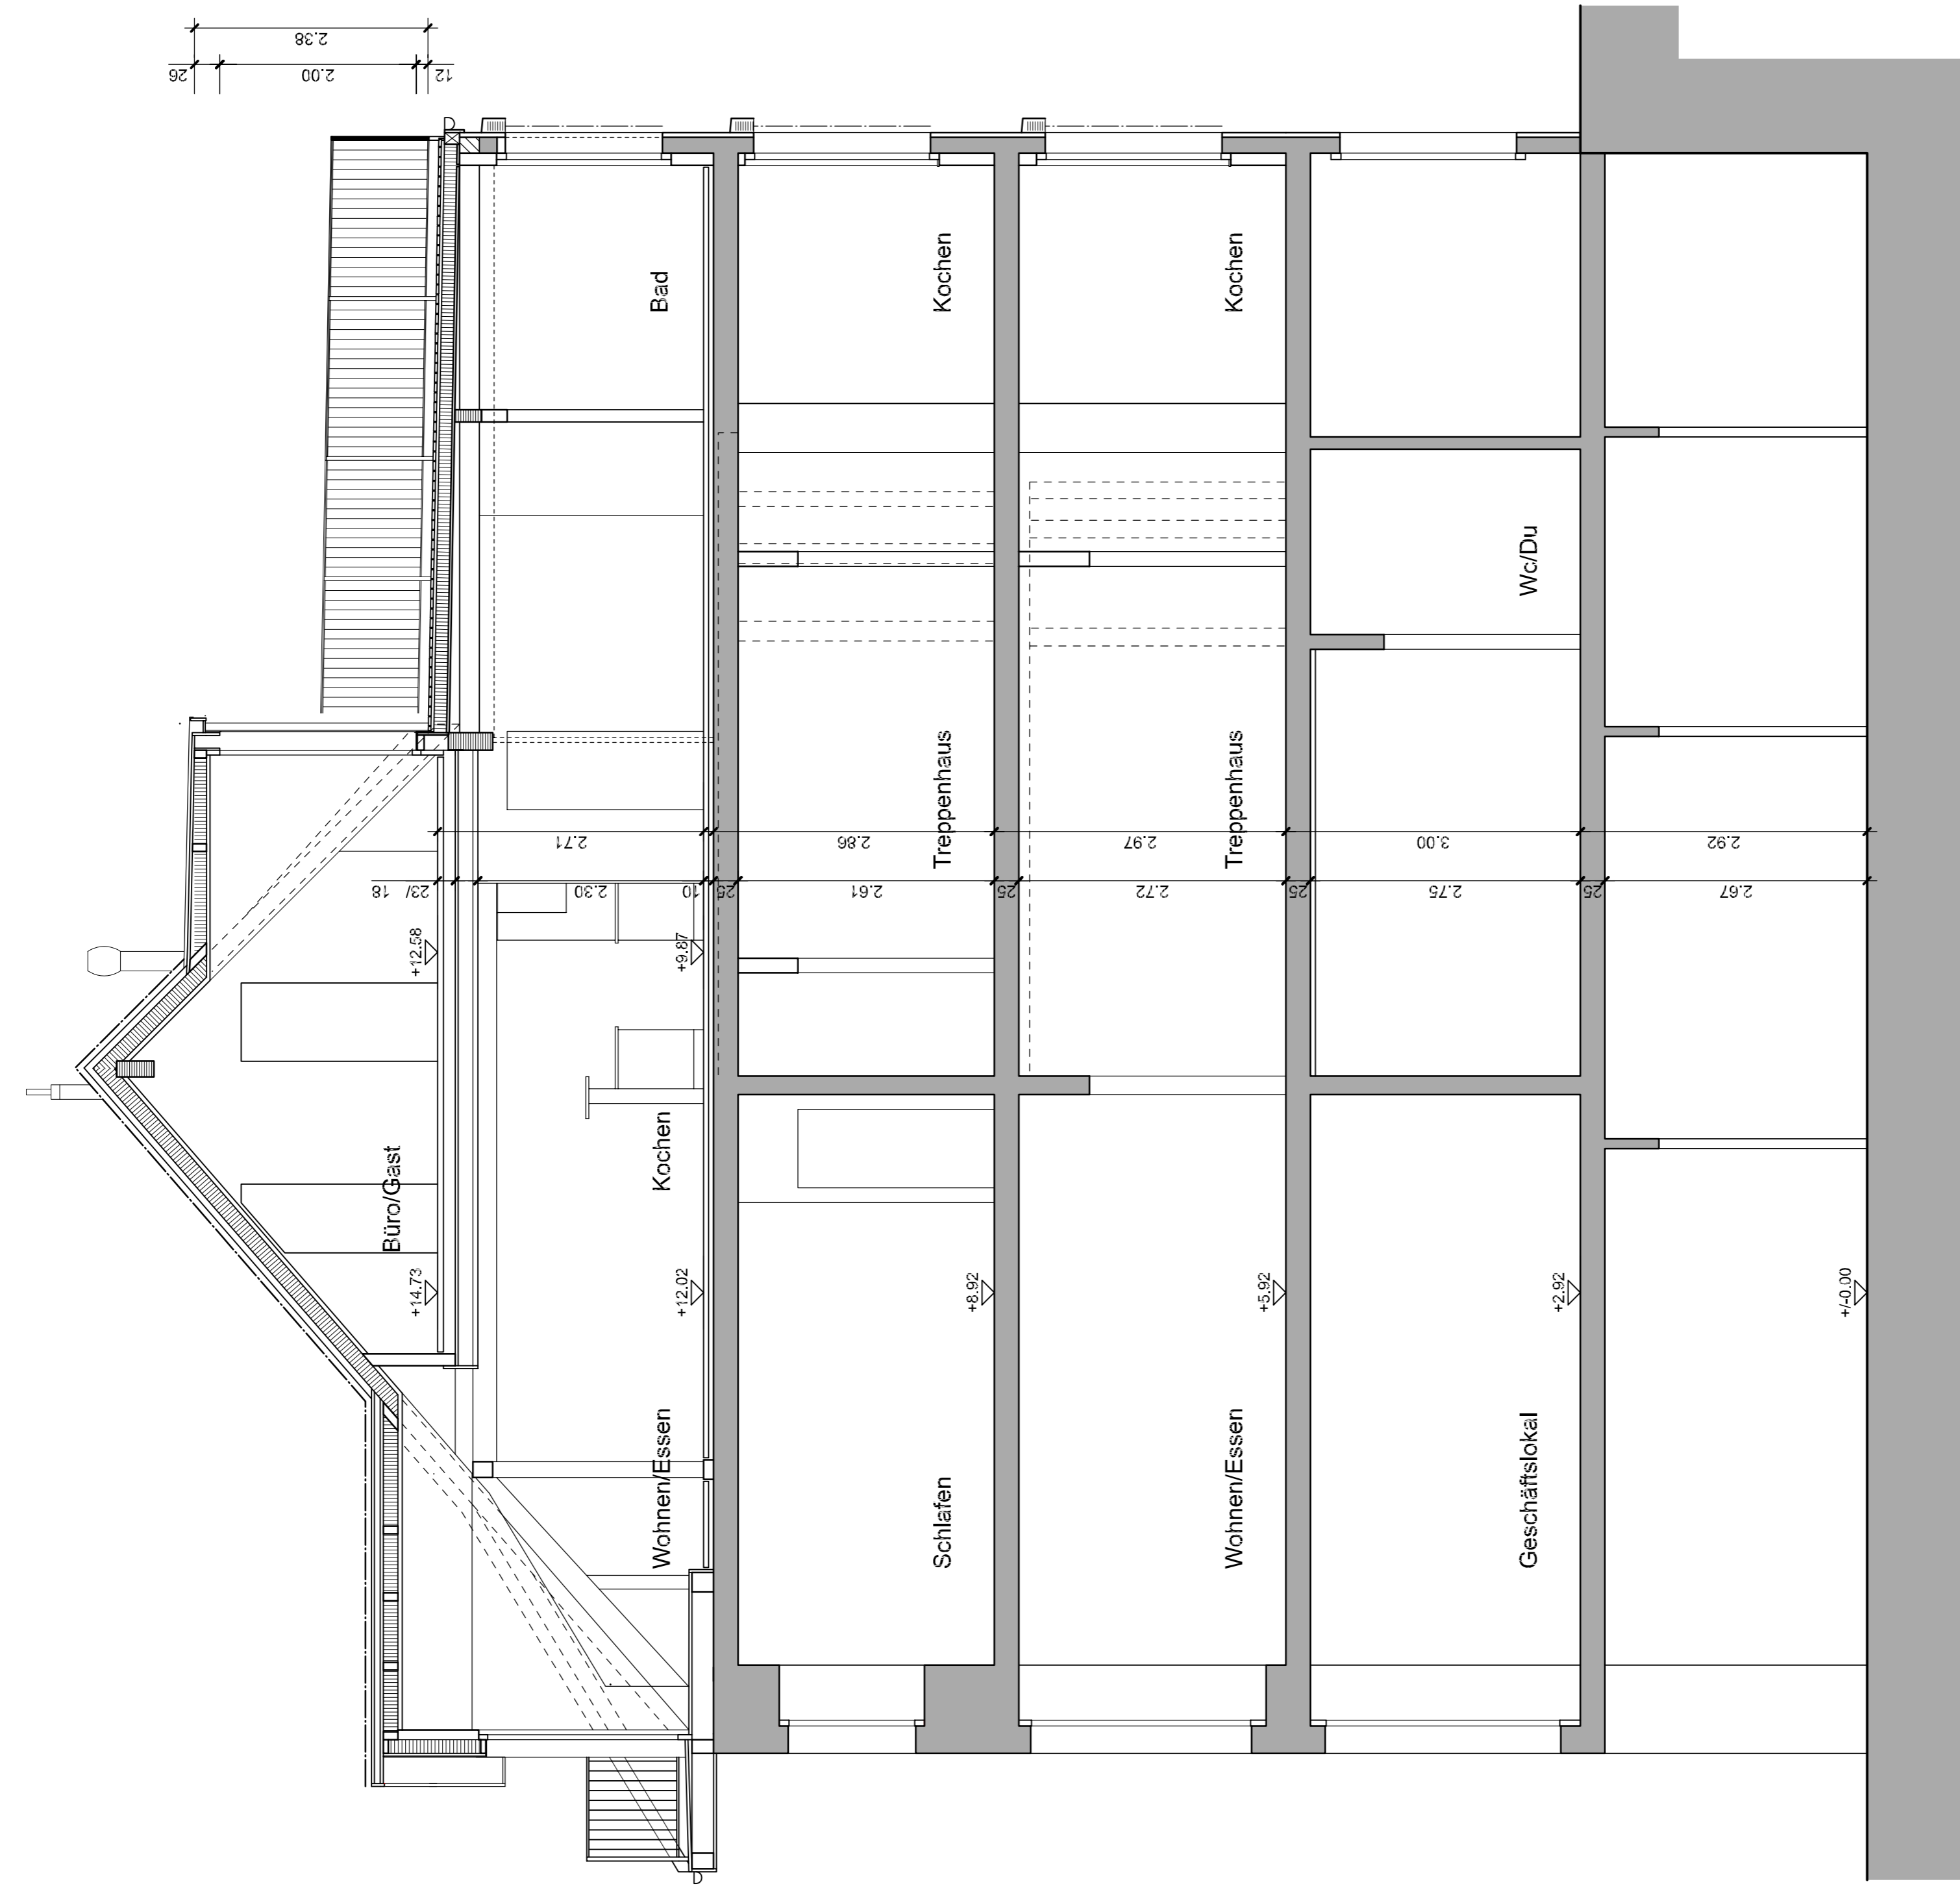 2.38
26
2.00
12
Bad
Kochen
Kochen
Wc/Du
Treppenhaus
Treppenhaus
2.71
2.86
2.97
3.00
2.92
18
23/
2.30
10
25
2.61
25
2.72
25
2.75
25
2.67
+12.58
+9.87
Büro/Gast
Kochen
+14.73
+12.02
+8.92
+5.92
+2.92
+/-0.00
Wohnen/Essen
Schlafen
Wohnen/Essen
Geschäftslokal